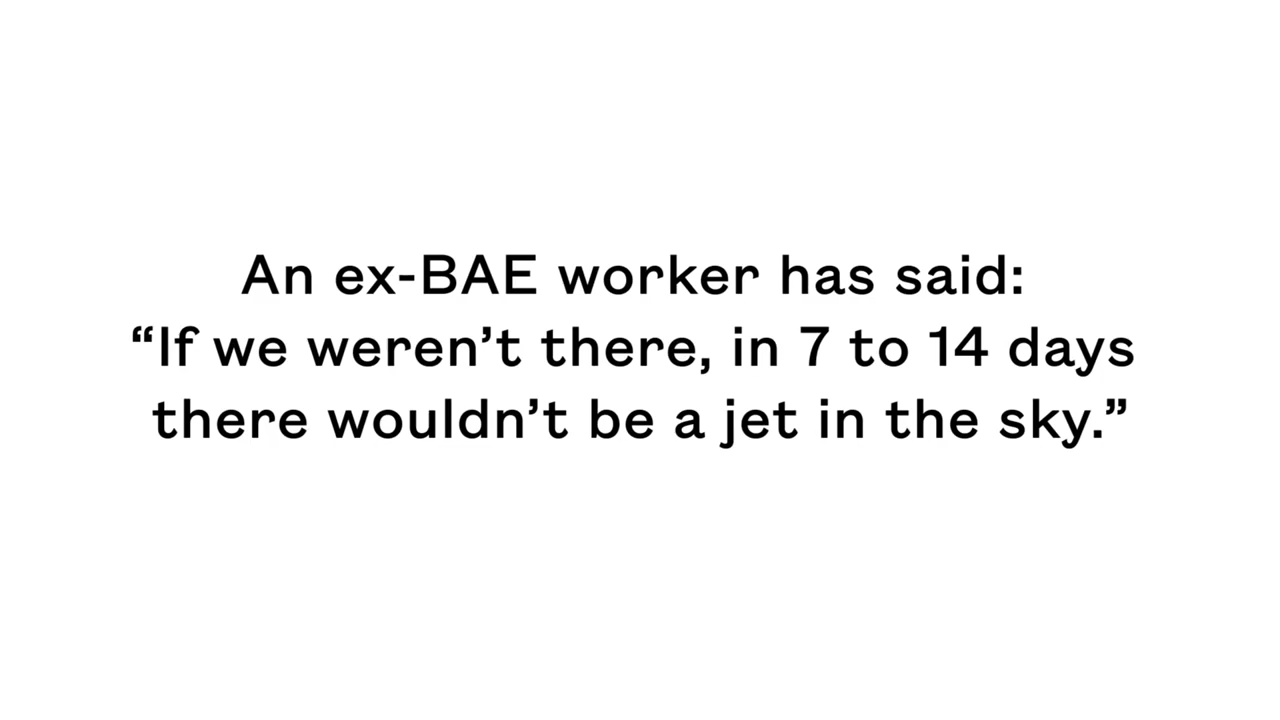 An ex-BAE worker has said:
“If we weren’t there, in 7 to 14 days
there wouldn’t be a jet in the sky.”